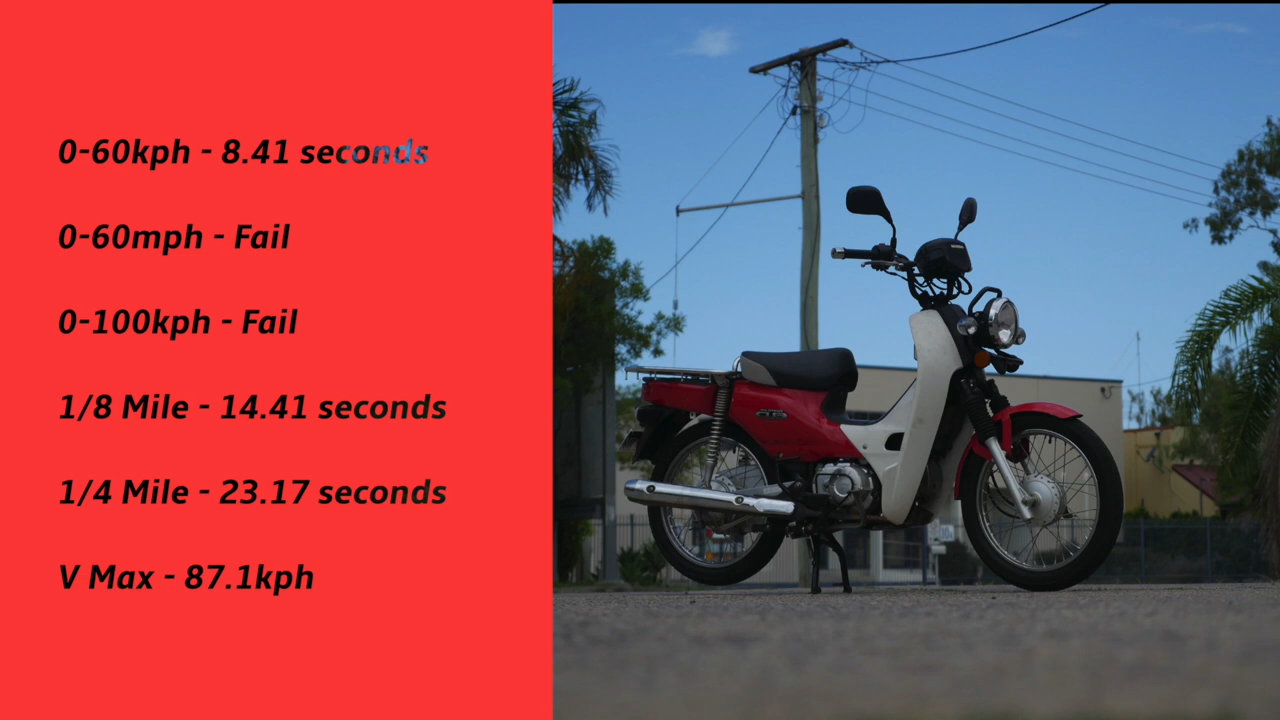 0-60kph - 8.41 seconds
0-60mph - Fail
0-100kph - Fail
1/8 Mile - 14.41 seconds
1/4 Mile - 23.17 seconds
V Max - 87.1kph